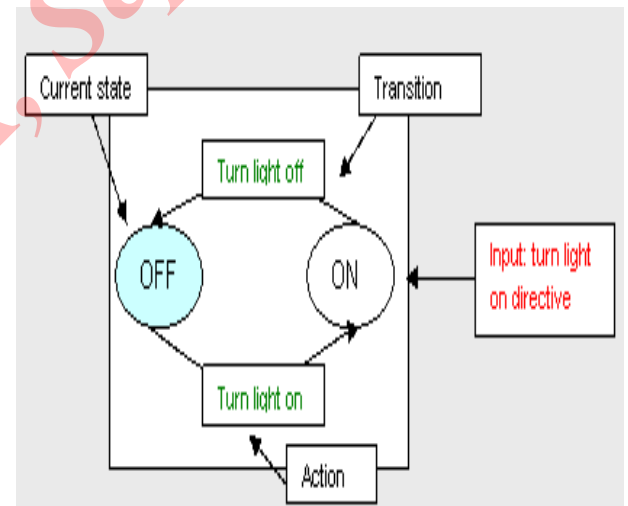 Current state
Transition
Turn light off
OFF
ON
Input: turn light
on directive
Turn light on
Action